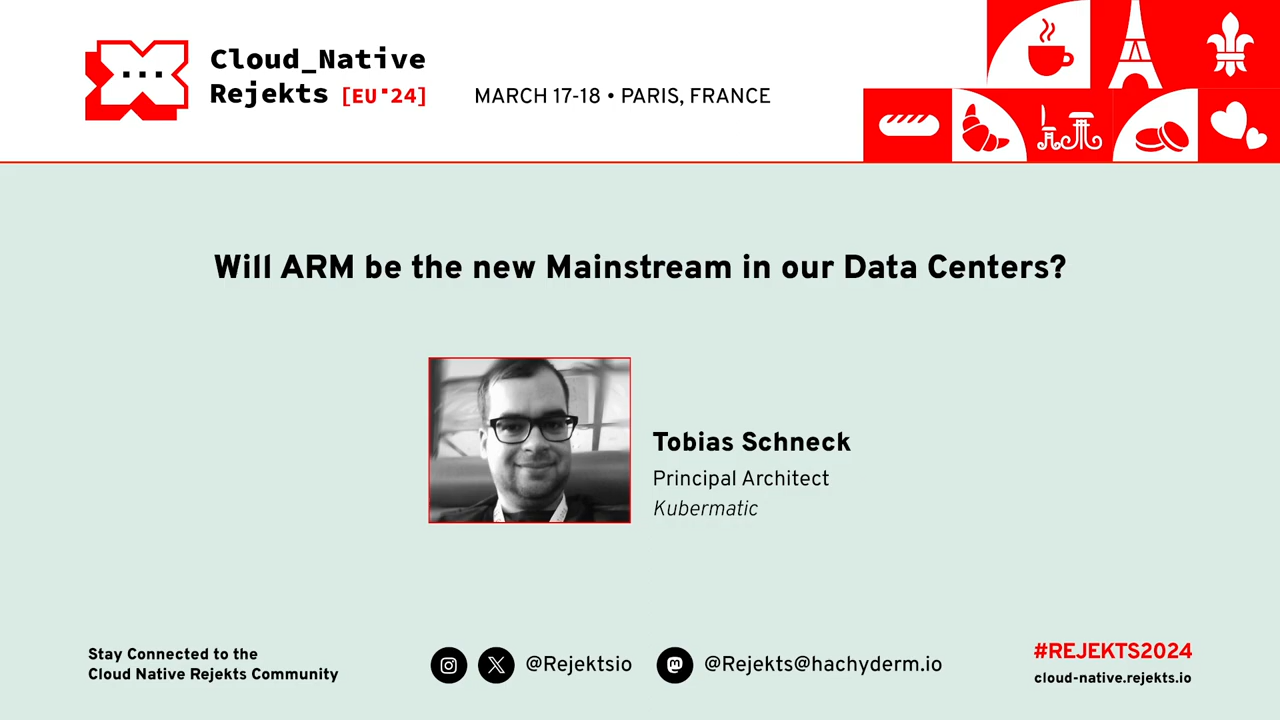 Cloud_Native
Rejekts [EU"24]
MARCH 17-18 • PARIS, FRANCE
Will ARM be the new Mainstream in our Data Centers?
Tobias Schneck
Principal Architect
Kubermatic
Stay Connected to the
Cloud Native Rejekts Community
@Rejektsio
@Rejekts@hachyderm.io
#REJEKTS2024
cloud-native.rejekts.io